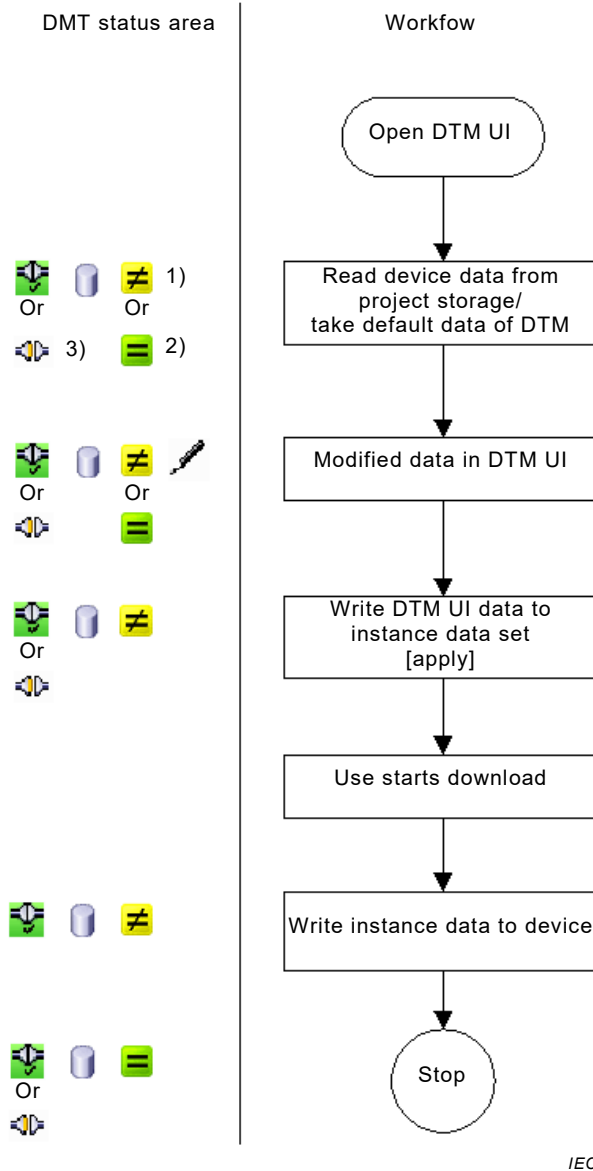 DMT status area
Workfow
Open DTM UI
1)
Or
Or
3)
2)
Read device data from
project storage/
take default data of DTM
Or
Or
Modified data in DTM UI
Or
Write DTM UI data to
instance data set
[apply]
Use starts download
Write instance data to device
Or
Stop
IEC